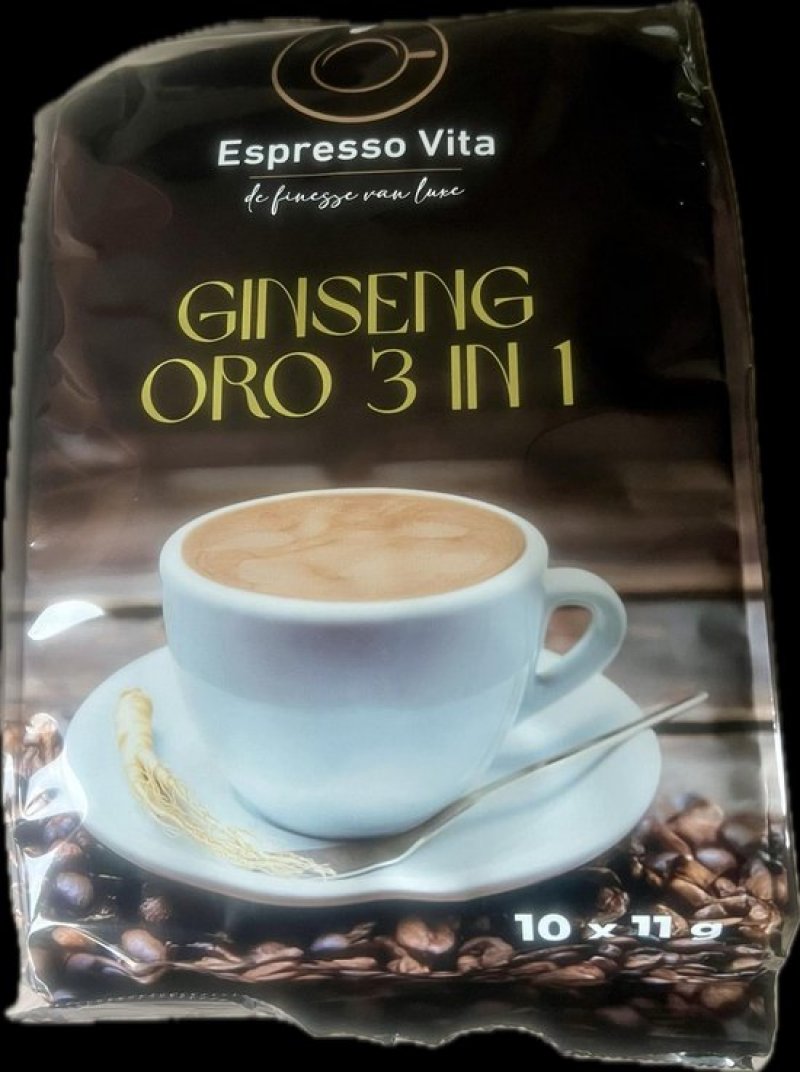 Espresso Vita
de finesse van luxe
GINSENG
ORO 3 IN 1
10 x 11 g